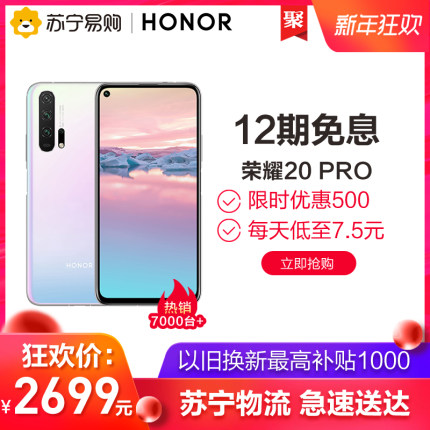 苏宁易购 HONOR
聚 新年狂欢
12期免息
荣耀20 PRO
限时优惠500
每天低至7.5元
立即抢购
HONOR
热销
7000台+
狂欢价:
¥2699元
以旧换新最高补贴1000
苏宁物流 急速送达